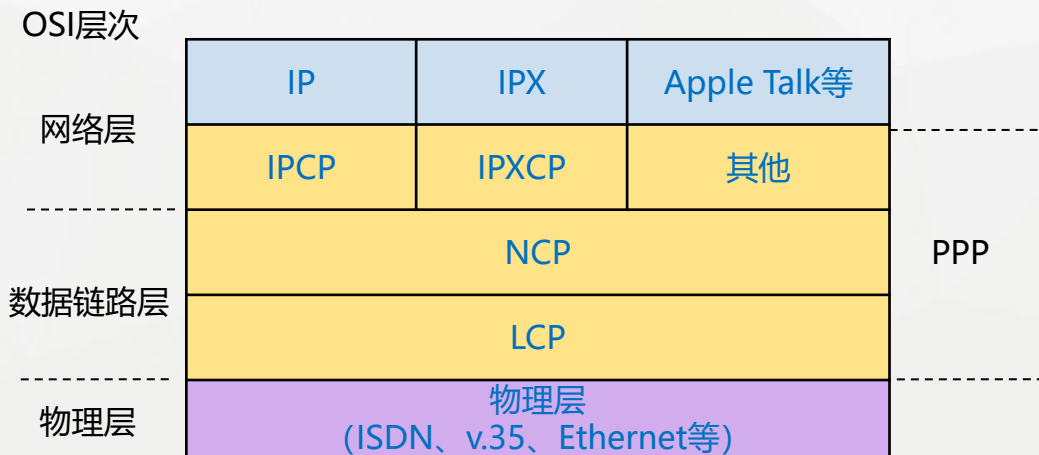 OSI层次
IP
IPX
Apple Talk等
网络层
IPCP
IPXCP
其他
NCP
PPP
数据链路层
LCP
物理层
物理层
（ISDN、v.35、Ethernet等）